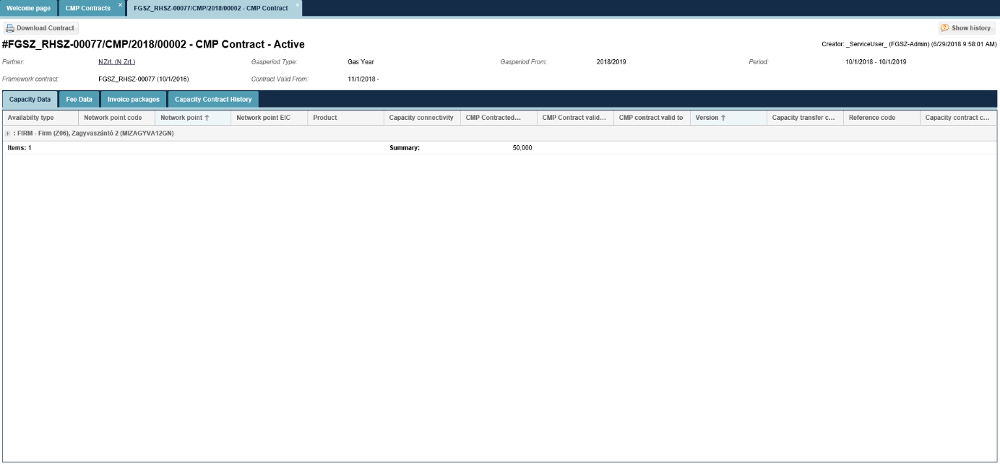 Welcome page CMP Contracts × FGSZ_RHSZ-00077/CMP/2018/00002 - CMP Contract ×
Download Contract Show history
#FGSZ_RHSZ-00077/CMP/2018/00002 - CMP Contract - Active Creator: _ServiceUser_ (FGSZ-Admin) (6/29/2018 9:58:01 AM)
Partner: NZrt. (N Zrt.) Gasperiod Type: Gas Year Gasperiod From: 2018/2019 Period: 10/1/2018 - 10/1/2019
Framework contract: FGSZ_RHSZ-00077 (10/1/2016) Contract Valid From: 11/1/2018 -
Capacity Data Fee Data Invoice packages Capacity Contract History
Availabilty type Network point code Network point ↑ Network point EIC Product Capacity connectivity CMP Contracted... CMP Contract valid... CMP contract valid to Version ↑ Capacity transfer c... Reference code Capacity contract c...
: FIRM - Firm (Z06), Zagyvaszántó 2 (MIZAGYVA12GN)
Items: 1 Summary: 50,000